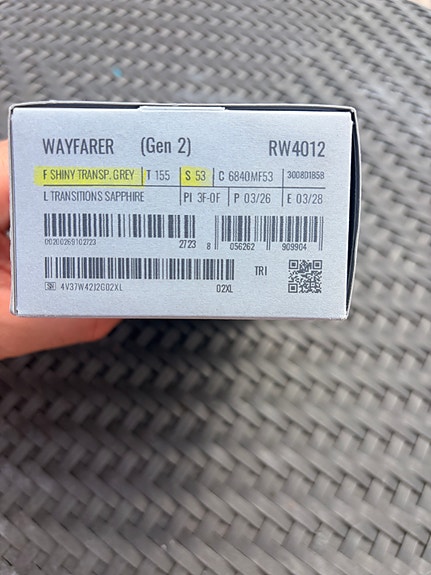 WAYFARER (Gen 2) RW4012
F SHINY TRANSP. GREY T 155 S 53 C 6840MF53 300801858
L TRANSITIONS SAPPHIRE PI 3F-0F P 03/26 E 03/28
00200269102723 2723 8 056262 909904
SN 4V37W42J2G02XL 02XL TRI